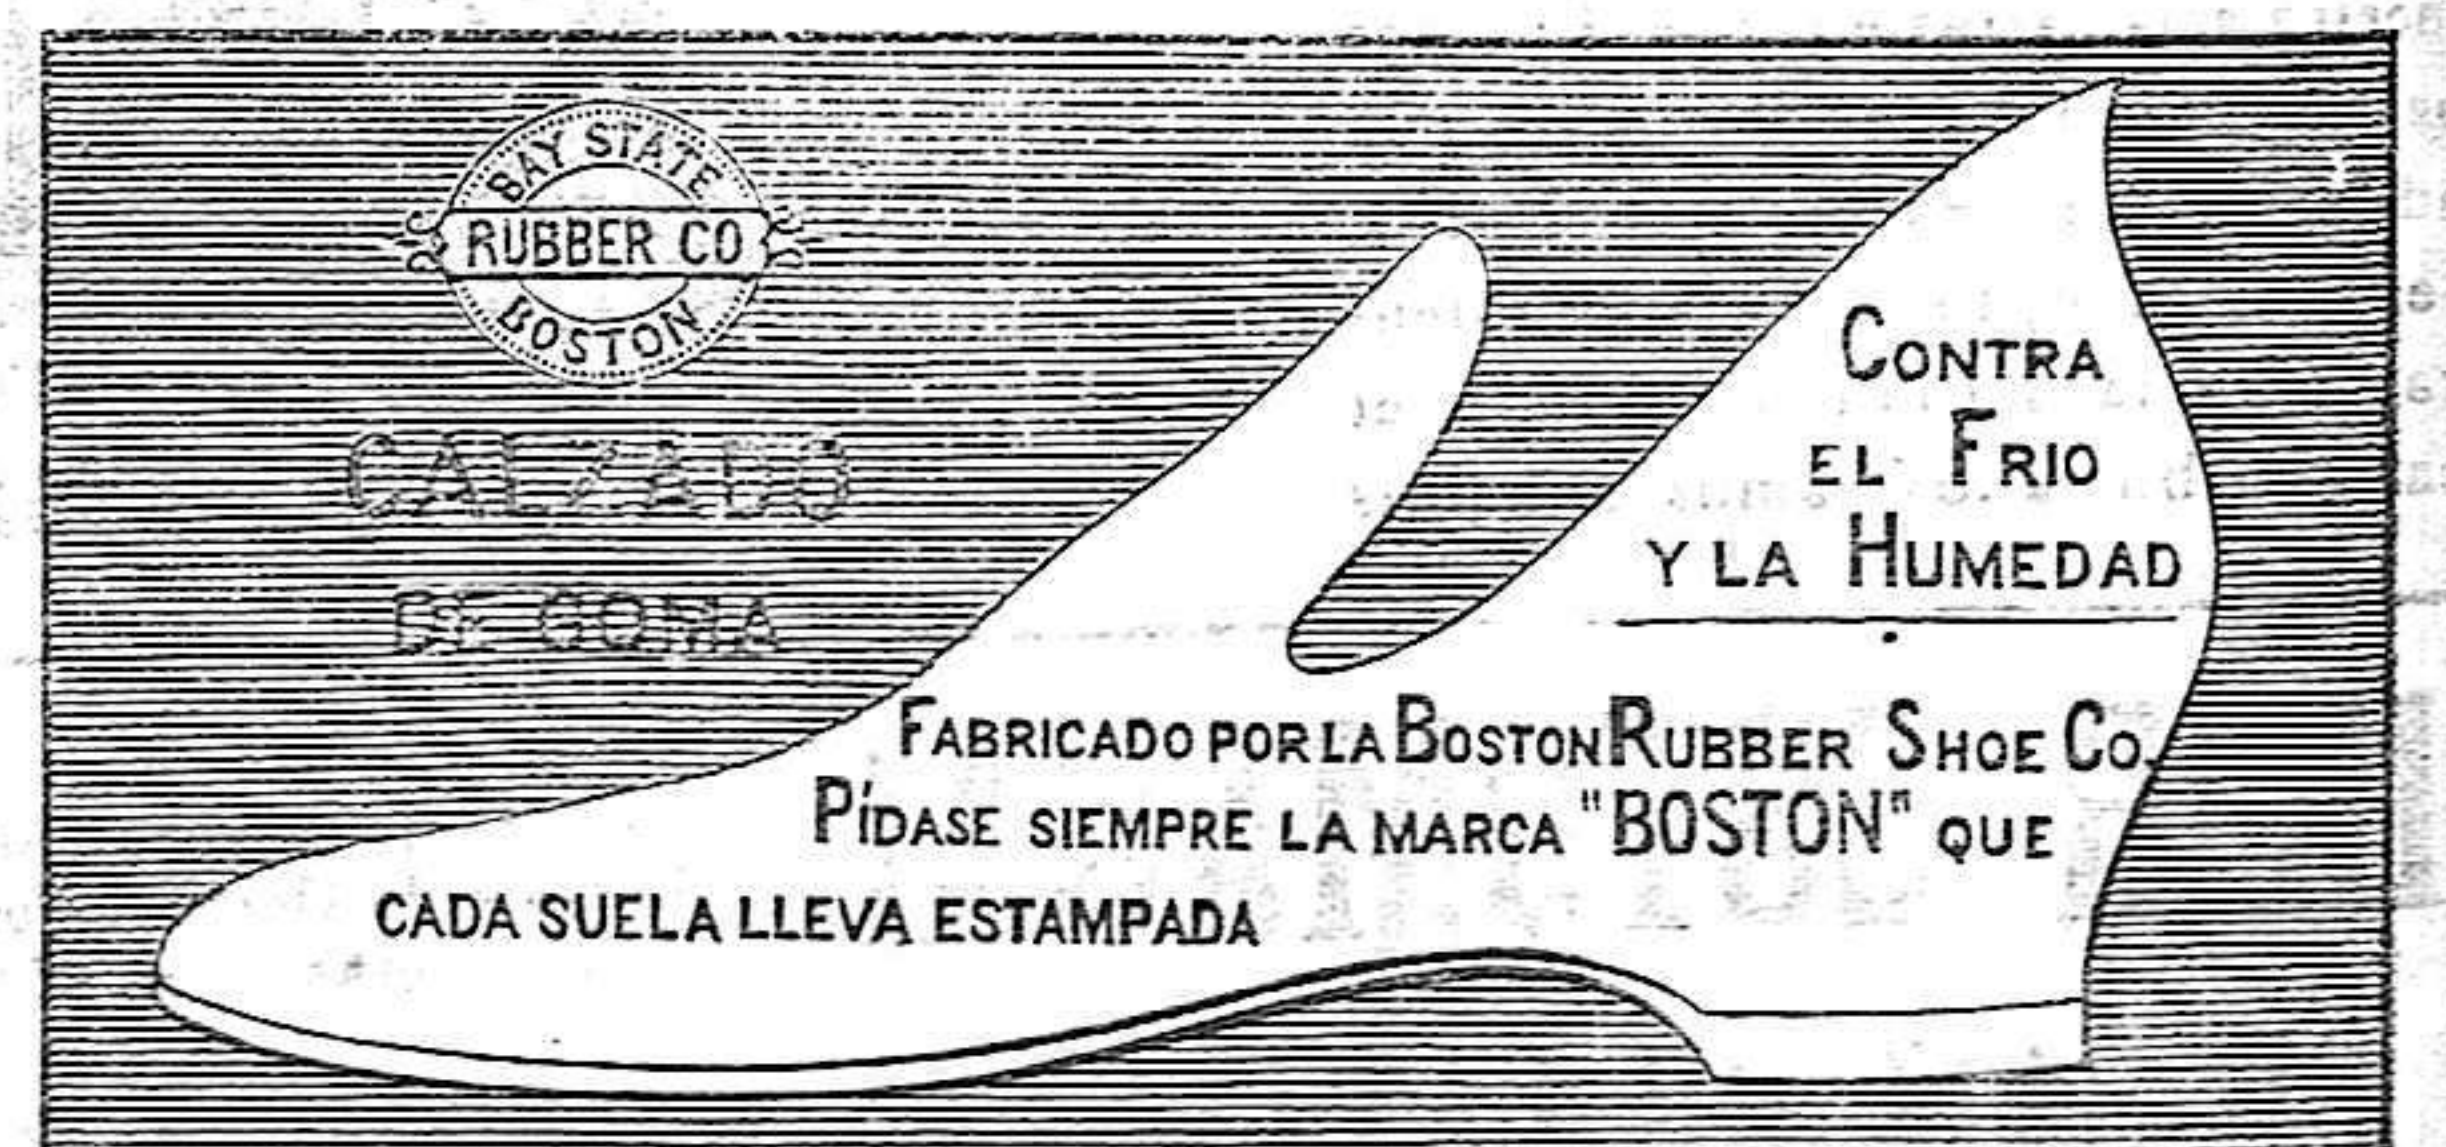 BAY STATE
RUBBER CO
BOSTON
CALZADO
DE GOMA
CONTRA
EL FRIO
Y LA HUMEDAD
FABRICADO POR LA BOSTON RUBBER SHOE CO.
PÍDASE SIEMPRE LA MARCA "BOSTON" QUE
CADA SUELA LLEVA ESTAMPADA